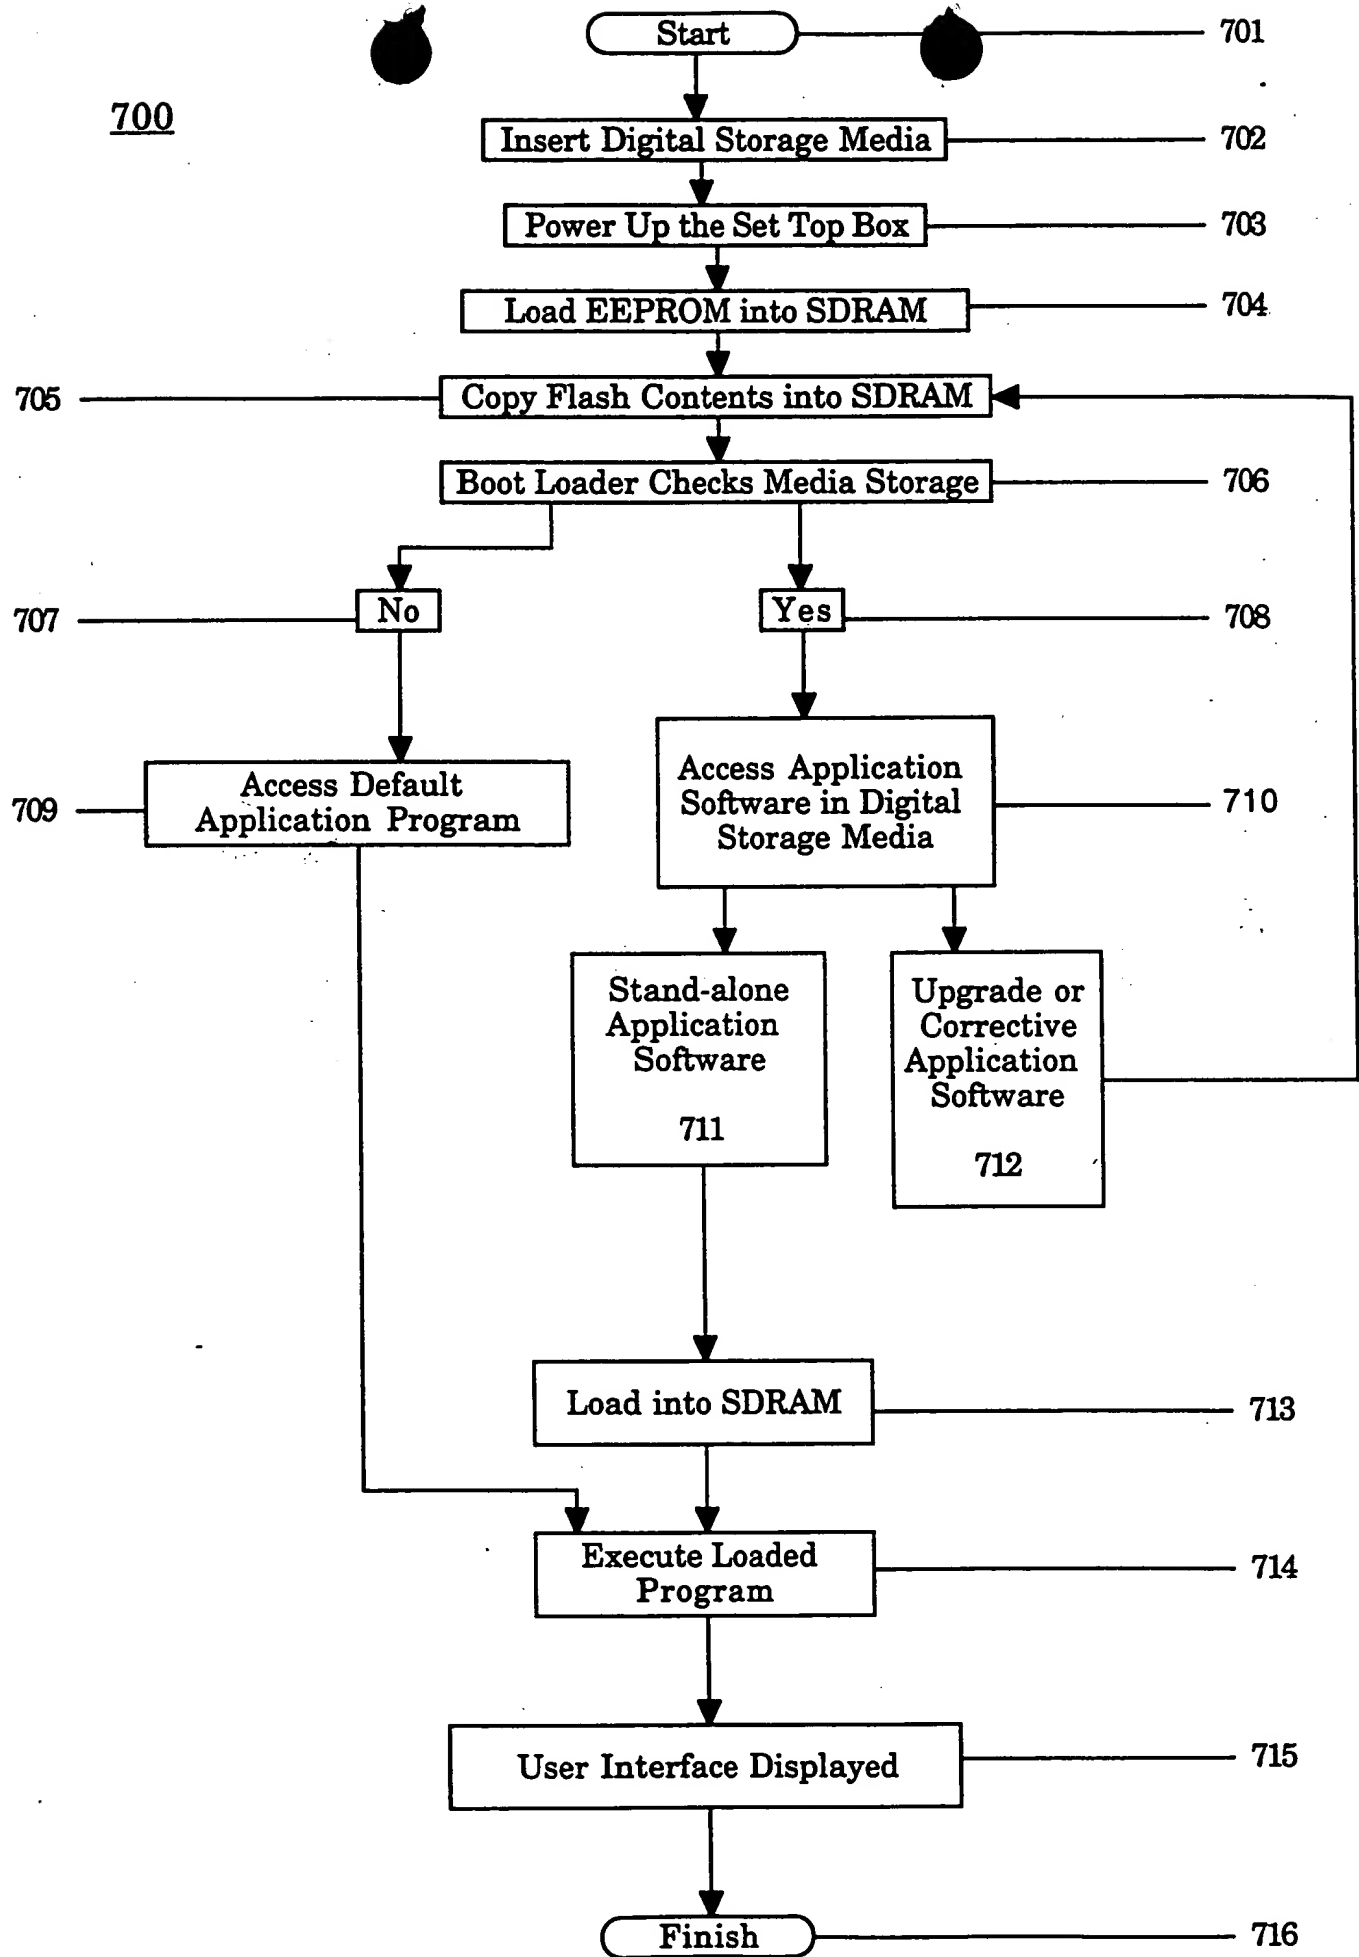 Start
701
700
Insert Digital Storage Media
702
Power Up the Set Top Box
703
Load EEPROM into SDRAM
704
705
Copy Flash Contents into SDRAM
Boot Loader Checks Media Storage
706
707
No
Yes
708
709
Access Default
Application Program
Access Application
Software in Digital
Storage Media
710
Stand-alone
Application
Software
711
Upgrade or
Corrective
Application
Software
712
Load into SDRAM
713
Execute Loaded
Program
714
User Interface Displayed
715
Finish
716